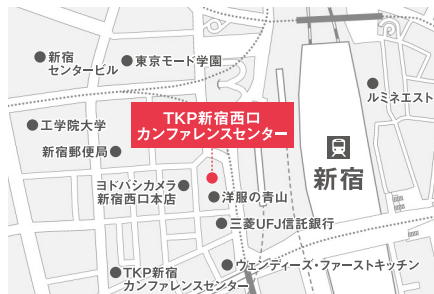 新宿
センタービル
東京モード学園
ルミネエスト
TKP新宿西口
カンファレンスセンター
工学院大学
新宿郵便局
新宿
ヨドバシカメラ
新宿西口本店
洋服の青山
三菱UFJ信託銀行
ウェンディーズ・ファーストキッチン
TKP新宿
カンファレンスセンター